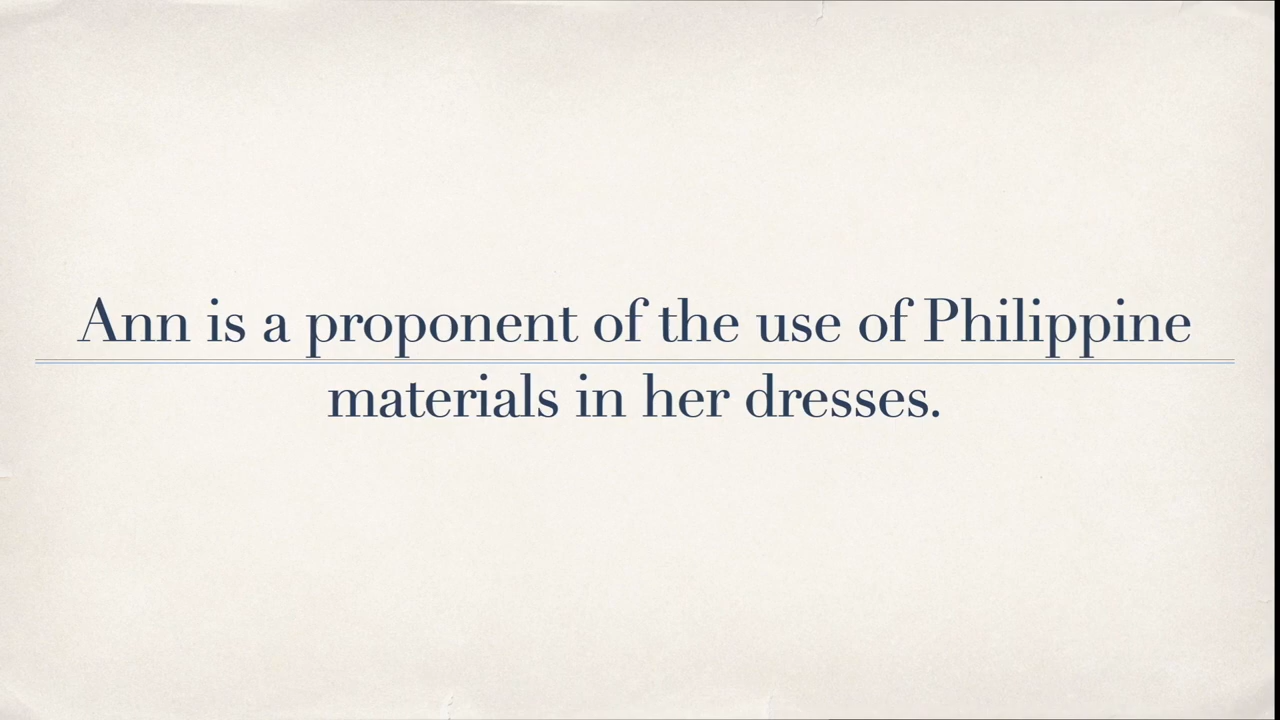 Ann is a proponent of the use of Philippine
materials in her dresses.